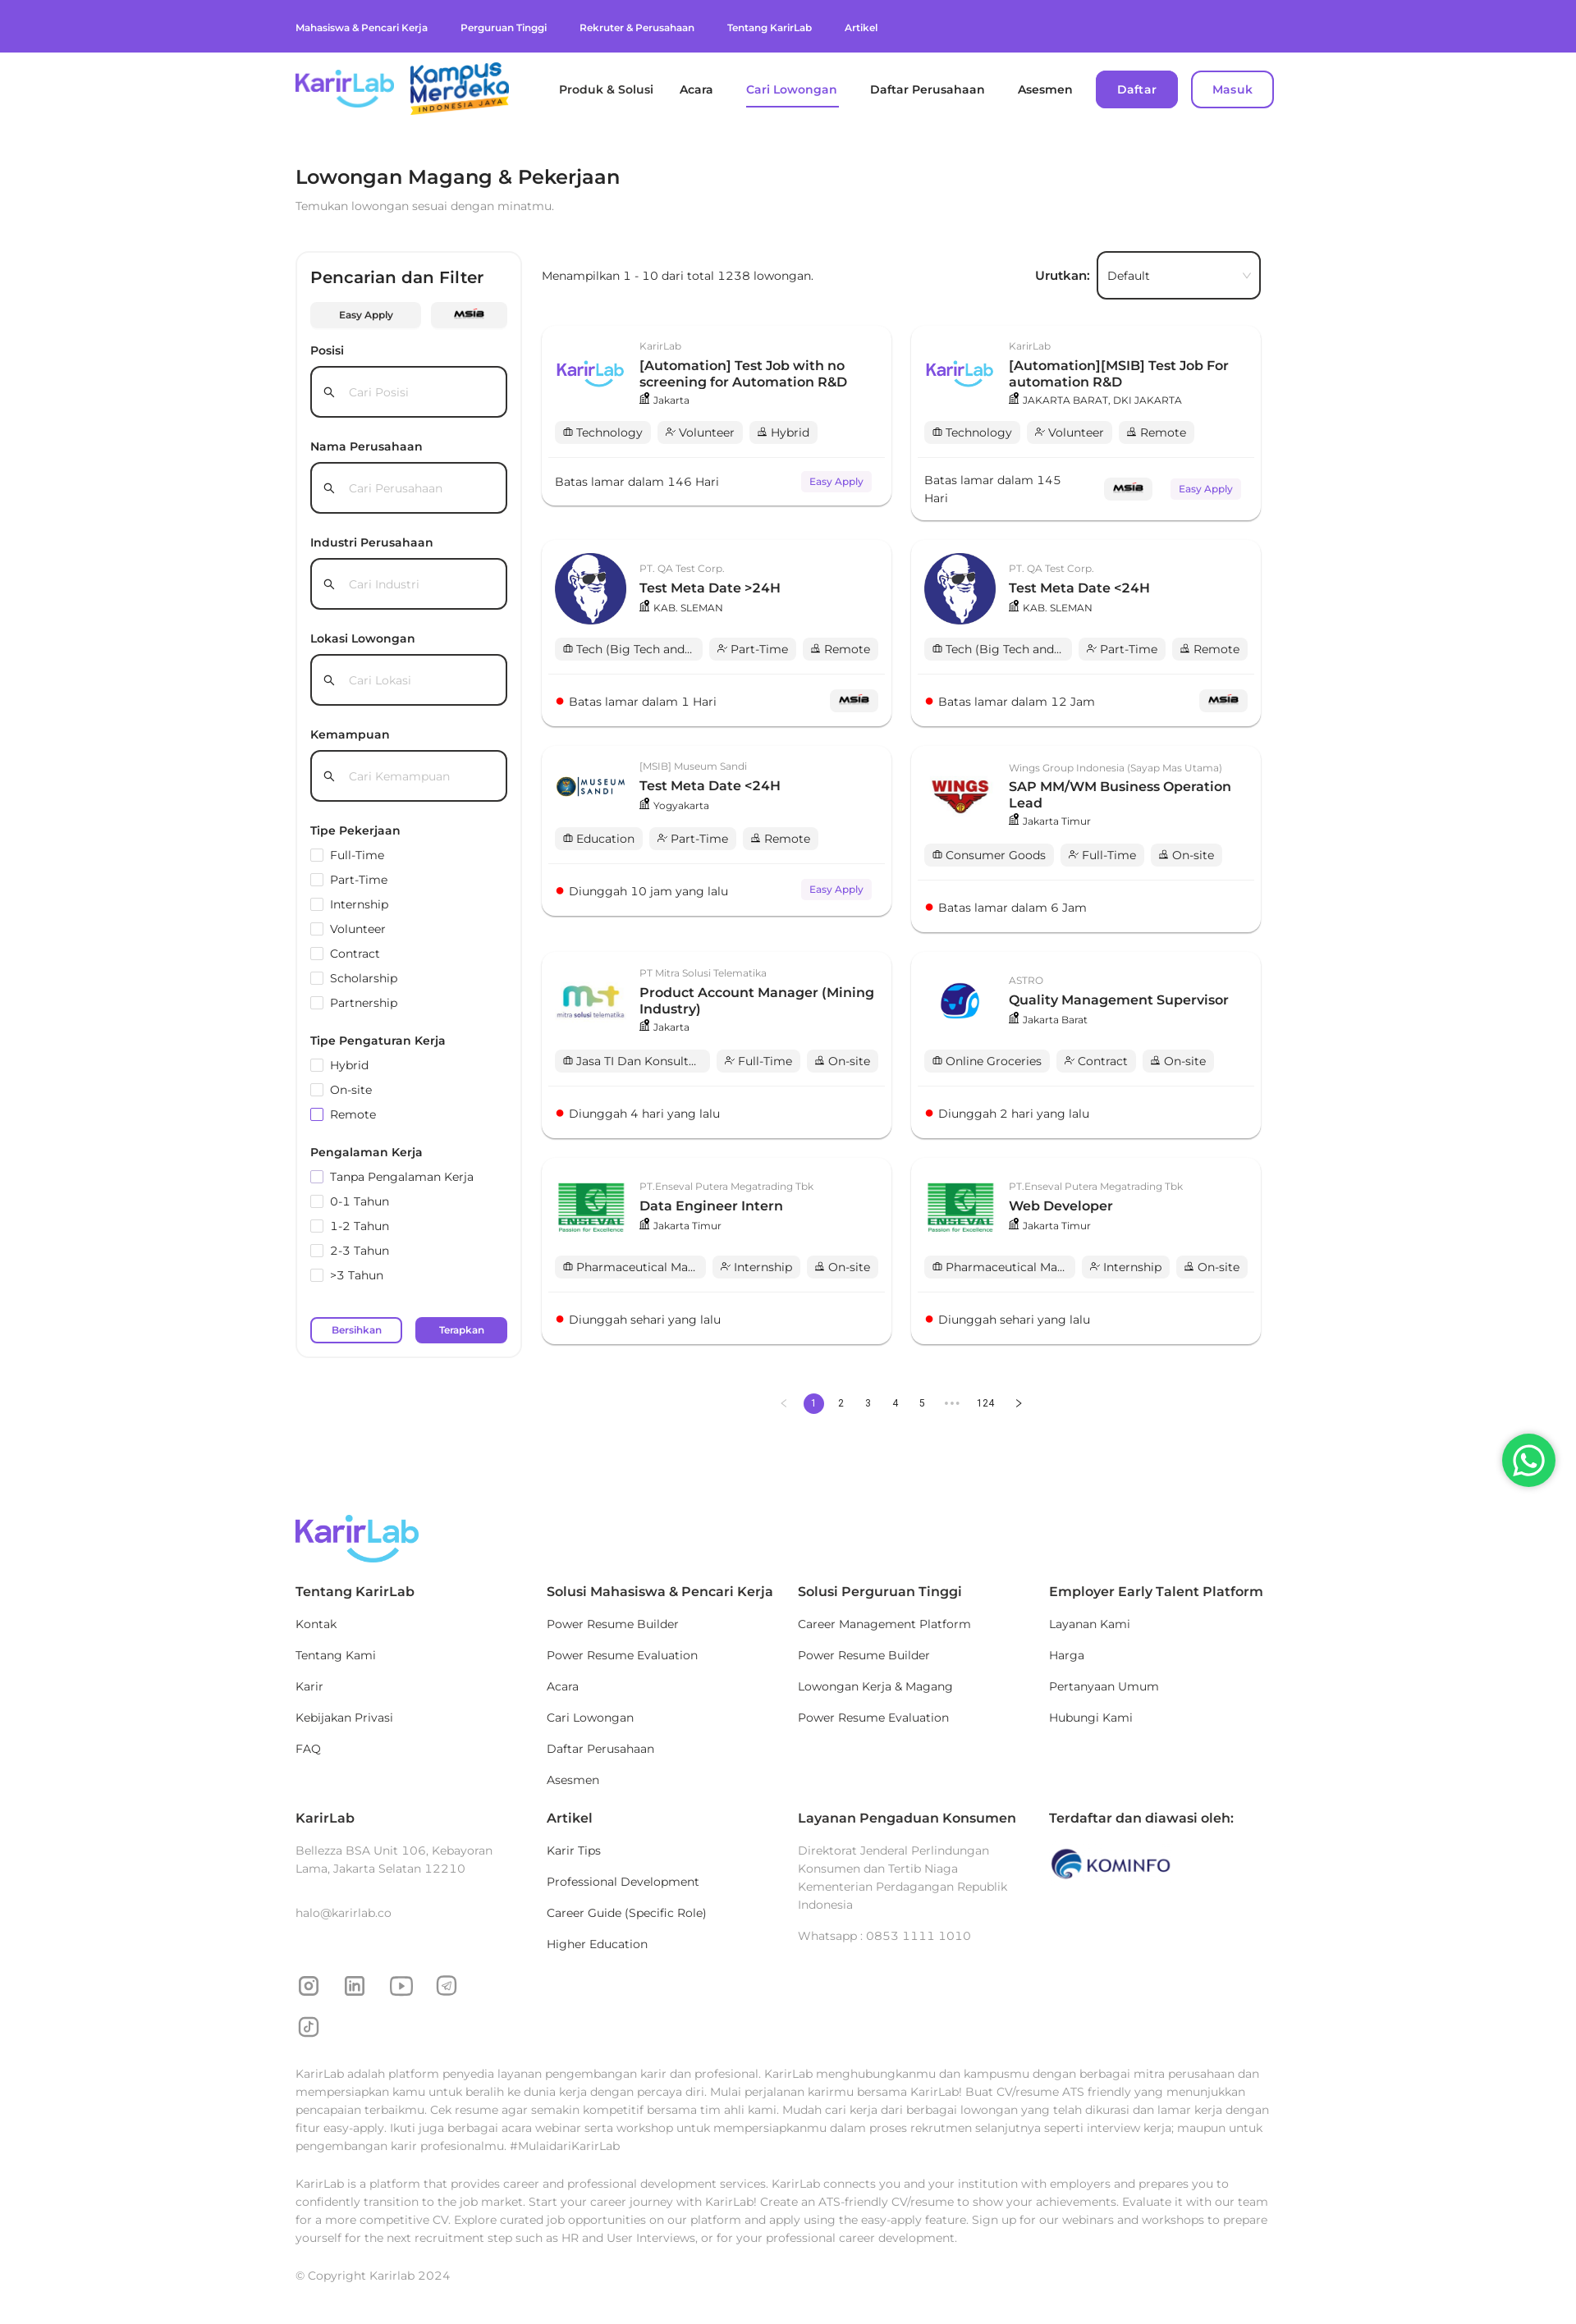 Mahasiswa & Pencari Kerja Perguruan Tinggi Rekruter & Perusahaan Tentang KarirLab Artikel
KarirLab
Kampus
Merdeka
INDONESIA JAYA
Produk & Solusi Acara Cari Lowongan Daftar Perusahaan Asesmen Daftar Masuk
Lowongan Magang & Pekerjaan
Temukan lowongan sesuai dengan minatmu.
Pencarian dan Filter
Easy Apply MSIB
Posisi
Cari Posisi
Nama Perusahaan
Cari Perusahaan
Industri Perusahaan
Cari Industri
Lokasi Lowongan
Cari Lokasi
Kemampuan
Cari Kemampuan
Tipe Pekerjaan
Full-Time
Part-Time
Internship
Volunteer
Contract
Scholarship
Partnership
Tipe Pengaturan Kerja
Hybrid
On-site
Remote
Pengalaman Kerja
Tanpa Pengalaman Kerja
0-1 Tahun
1-2 Tahun
2-3 Tahun
>3 Tahun
Bersihkan Terapkan
Menampilkan 1 - 10 dari total 1238 lowongan.
Urutkan: Default
KarirLab
KarirLab
[Automation] Test Job with no
screening for Automation R&D
Jakarta
Technology Volunteer Hybrid
Batas lamar dalam 146 Hari Easy Apply
KarirLab
KarirLab
[Automation][MSIB] Test Job For
automation R&D
JAKARTA BARAT, DKI JAKARTA
Technology Volunteer Remote
Batas lamar dalam 145
Hari
MSIB Easy Apply
PT. QA Test Corp.
Test Meta Date >24H
KAB. SLEMAN
Tech (Big Tech and... Part-Time Remote
Batas lamar dalam 1 Hari MSIB
PT. QA Test Corp.
Test Meta Date <24H
KAB. SLEMAN
Tech (Big Tech and... Part-Time Remote
Batas lamar dalam 12 Jam MSIB
MUSEUM
SANDI
[MSIB] Museum Sandi
Test Meta Date <24H
Yogyakarta
Education Part-Time Remote
Diunggah 10 jam yang lalu Easy Apply
WINGS
Wings Group Indonesia (Sayap Mas Utama)
SAP MM/WM Business Operation
Lead
Jakarta Timur
Consumer Goods Full-Time On-site
Batas lamar dalam 6 Jam
mst
mitra solusi telematika
PT Mitra Solusi Telematika
Product Account Manager (Mining
Industry)
Jakarta
Jasa TI Dan Konsult... Full-Time On-site
Diunggah 4 hari yang lalu
ASTRO
Quality Management Supervisor
Jakarta Barat
Online Groceries Contract On-site
Diunggah 2 hari yang lalu
ENSEVAL
Passion for Excellence
PT.Enseval Putera Megatrading Tbk
Data Engineer Intern
Jakarta Timur
Pharmaceutical Ma... Internship On-site
Diunggah sehari yang lalu
ENSEVAL
Passion for Excellence
PT.Enseval Putera Megatrading Tbk
Web Developer
Jakarta Timur
Pharmaceutical Ma... Internship On-site
Diunggah sehari yang lalu
1 2 3 4 5 ••• 124
KarirLab
Tentang KarirLab
Kontak
Tentang Kami
Karir
Kebijakan Privasi
FAQ
Solusi Mahasiswa & Pencari Kerja
Power Resume Builder
Power Resume Evaluation
Acara
Cari Lowongan
Daftar Perusahaan
Asesmen
Solusi Perguruan Tinggi
Career Management Platform
Power Resume Builder
Lowongan Kerja & Magang
Power Resume Evaluation
Employer Early Talent Platform
Layanan Kami
Harga
Pertanyaan Umum
Hubungi Kami
KarirLab
Bellezza BSA Unit 106, Kebayoran
Lama, Jakarta Selatan 12210
halo@karirlab.co
Artikel
Karir Tips
Professional Development
Career Guide (Specific Role)
Higher Education
Layanan Pengaduan Konsumen
Direktorat Jenderal Perlindungan
Konsumen dan Tertib Niaga
Kementerian Perdagangan Republik
Indonesia
Whatsapp : 0853 1111 1010
Terdaftar dan diawasi oleh:
KOMINFO
KarirLab adalah platform penyedia layanan pengembangan karir dan profesional. KarirLab menghubungkanmu dan kampusmu dengan berbagai mitra perusahaan dan
mempersiapkan kamu untuk beralih ke dunia kerja dengan percaya diri. Mulai perjalanan karirmu bersama KarirLab! Buat CV/resume ATS friendly yang menunjukkan
pencapaian terbaikmu. Cek resume agar semakin kompetitif bersama tim ahli kami. Mudah cari kerja dari berbagai lowongan yang telah dikurasi dan lamar kerja dengan
fitur easy-apply. Ikuti juga berbagai acara webinar serta workshop untuk mempersiapkanmu dalam proses rekrutmen selanjutnya seperti interview kerja; maupun untuk
pengembangan karir profesionalmu. #MulaidariKarirLab
KarirLab is a platform that provides career and professional development services. KarirLab connects you and your institution with employers and prepares you to
confidently transition to the job market. Start your career journey with KarirLab! Create an ATS-friendly CV/resume to show your achievements. Evaluate it with our team
for a more competitive CV. Explore curated job opportunities on our platform and apply using the easy-apply feature. Sign up for our webinars and workshops to prepare
yourself for the next recruitment step such as HR and User Interviews, or for your professional career development.
© Copyright Karirlab 2024